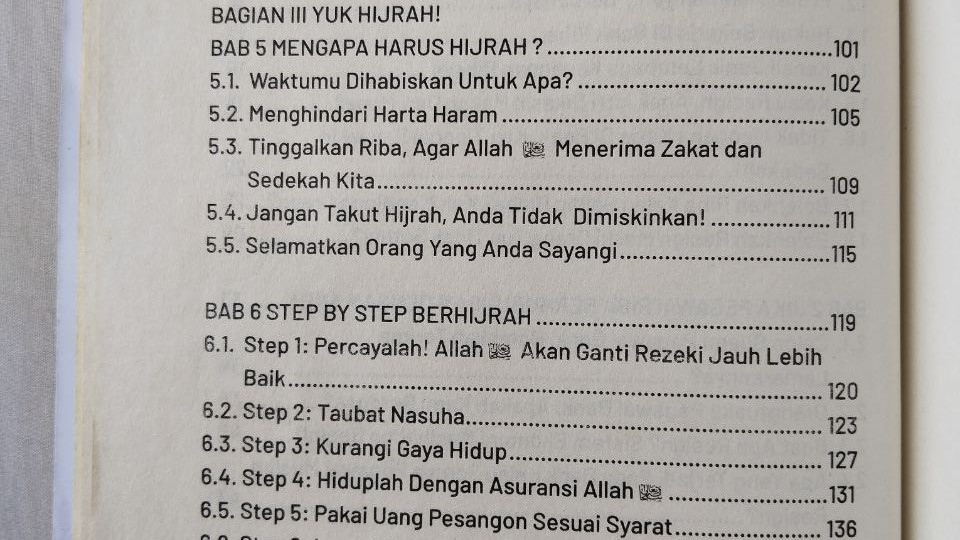 BAGIAN III YUK HIJRAH!
BAB 5 MENGAPA HARUS HIJRAH ?..........101
5.1. Waktumu Dihabiskan Untuk Apa?..........102
5.2. Menghindari Harta Haram..........105
5.3. Tinggalkan Riba, Agar Allah ﷻ Menerima Zakat dan
Sedekah Kita..........109
5.4. Jangan Takut Hijrah, Anda Tidak Dimiskinkan!..........111
5.5. Selamatkan Orang Yang Anda Sayangi..........115
BAB 6 STEP BY STEP BERHIJRAH..........119
6.1. Step 1: Percayalah! Allah ﷻ Akan Ganti Rezeki Jauh Lebih
Baik..........120
6.2. Step 2: Taubat Nasuha..........123
6.3. Step 3: Kurangi Gaya Hidup..........127
6.4. Step 4: Hiduplah Dengan Asuransi Allah ﷻ..........131
6.5. Step 5: Pakai Uang Pesangon Sesuai Syarat..........136